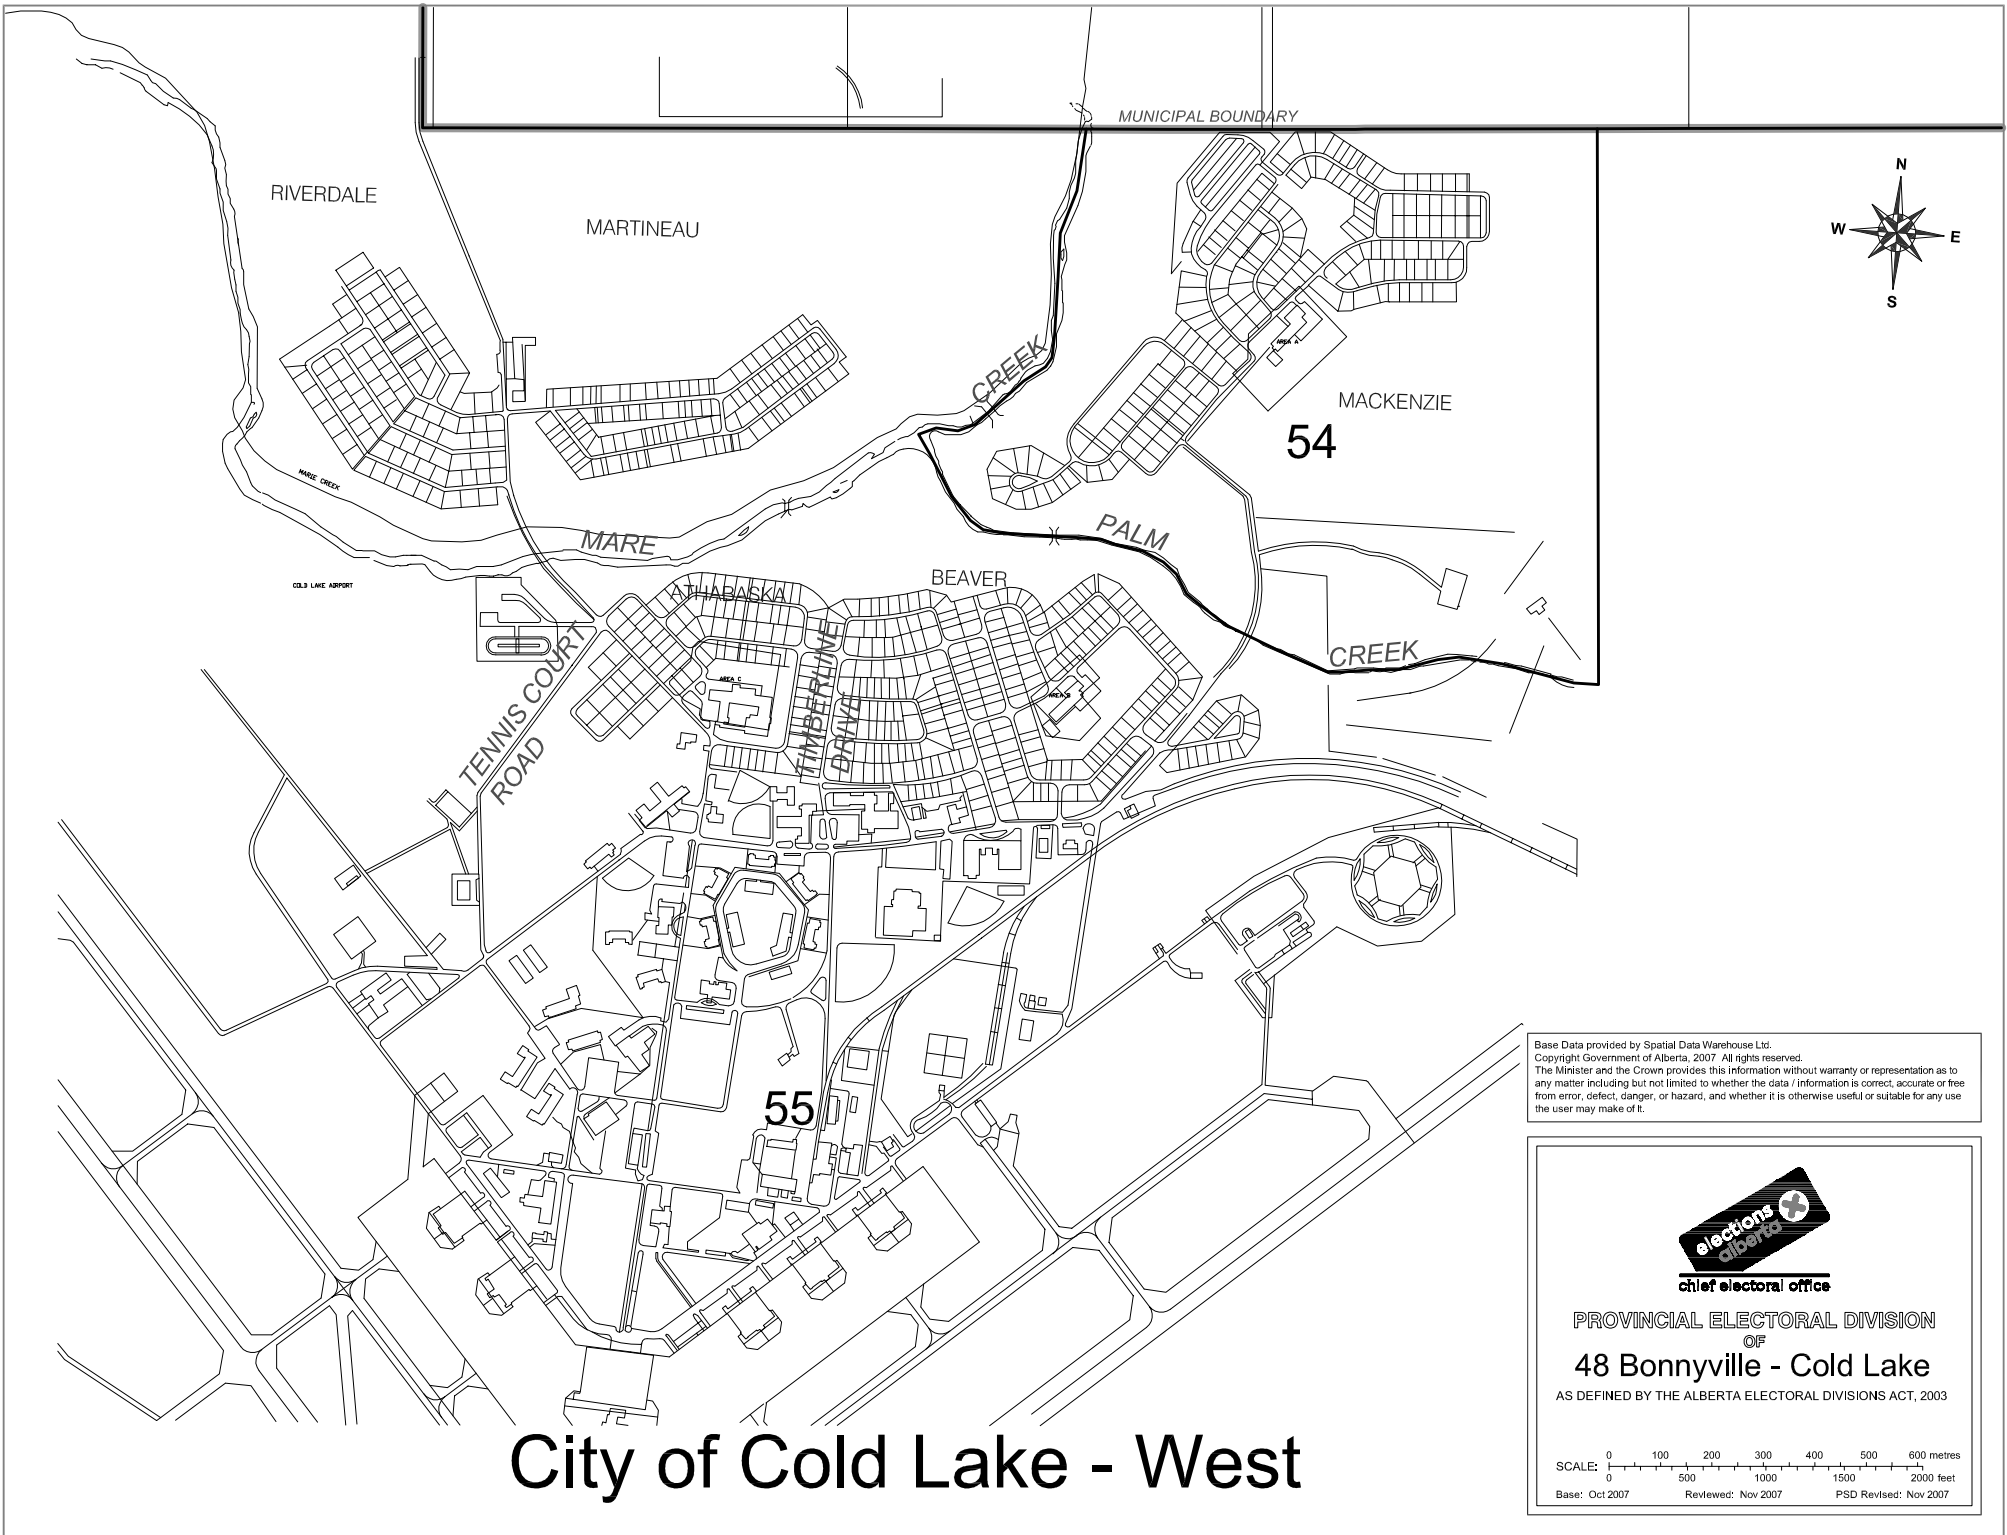 MUNICIPAL BOUNDARY
N
W
E
S
RIVERDALE
MARTINEAU
CREEK
AREA A
MACKENZIE
54
MARIE CREEK
MARE
PALM
COLD LAKE AIRPORT
ATHABASKA
BEAVER
CREEK
TENNIS COURT
ROAD
AREA C
TIMBERLINE
DRIVE
AREA B
55
Base Data provided by Spatial Data Warehouse Ltd.
Copyright Government of Alberta, 2007 All rights reserved.
The Minister and the Crown provides this information without warranty or representation as to
any matter including but not limited to whether the data / information is correct, accurate or free
from error, defect, danger, or hazard, and whether it is otherwise useful or suitable for any use
the user may make of it.
elections
alberta
chief electoral office
PROVINCIAL ELECTORAL DIVISION
OF
48 Bonnyville - Cold Lake
AS DEFINED BY THE ALBERTA ELECTORAL DIVISIONS ACT, 2003
0 100 200 300 400 500 600 metres
SCALE:
0 500 1000 1500 2000 feet
Base: Oct 2007 Reviewed: Nov 2007 PSD Revised: Nov 2007
City of Cold Lake - West